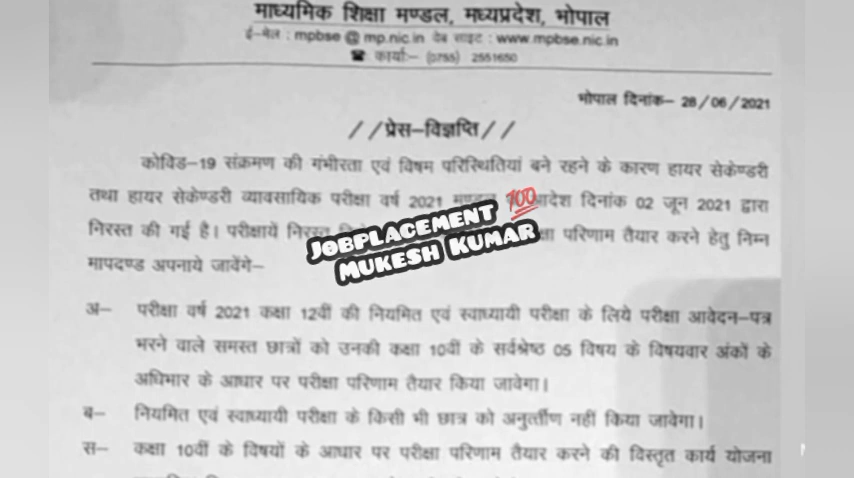 माध्यमिक शिक्षा मण्डल, मध्यप्रदेश, भोपाल
ई-मेल : mpbse @ mp.nic.in वेब साइट : www.mpbse.nic.in
☎ कार्या:– (0755) 2551650
भोपाल दिनांक– 28/06/2021
//प्रेस-विज्ञप्ति//
कोविड-19 संक्रमण की गंभीरता एवं विषम परिस्थितियां बने रहने के कारण हायर सेकेण्डरी
तथा हायर सेकेण्डरी व्यावसायिक परीक्षा वर्ष 2021 दिनांक 02 जून 2021 द्वारा
निरस्त की गई है। परीक्षायें निरस्त परिणाम तैयार करने हेतु निम्न
JOBPLACEMENT 💯
MUKESH KUMAR
मापदण्ड अपनाये जावेंगे–
अ– परीक्षा वर्ष 2021 कक्षा 12वीं की नियमित एवं स्वाध्यायी परीक्षा के लिये परीक्षा आवेदन-पत्र
भरने वाले समस्त छात्रों को उनकी कक्षा 10वीं के सर्वश्रेष्ठ 05 विषय के विषयवार अंकों के
अधिभार के आधार पर परीक्षा परिणाम तैयार किया जावेगा।
ब– नियमित एवं स्वाध्यायी परीक्षा के किसी भी छात्र को अनुर्त्तीण नहीं किया जावेगा।
स– कक्षा 10वीं के विषयों के आधार पर परीक्षा परिणाम तैयार करने की विस्तृत कार्य योजना